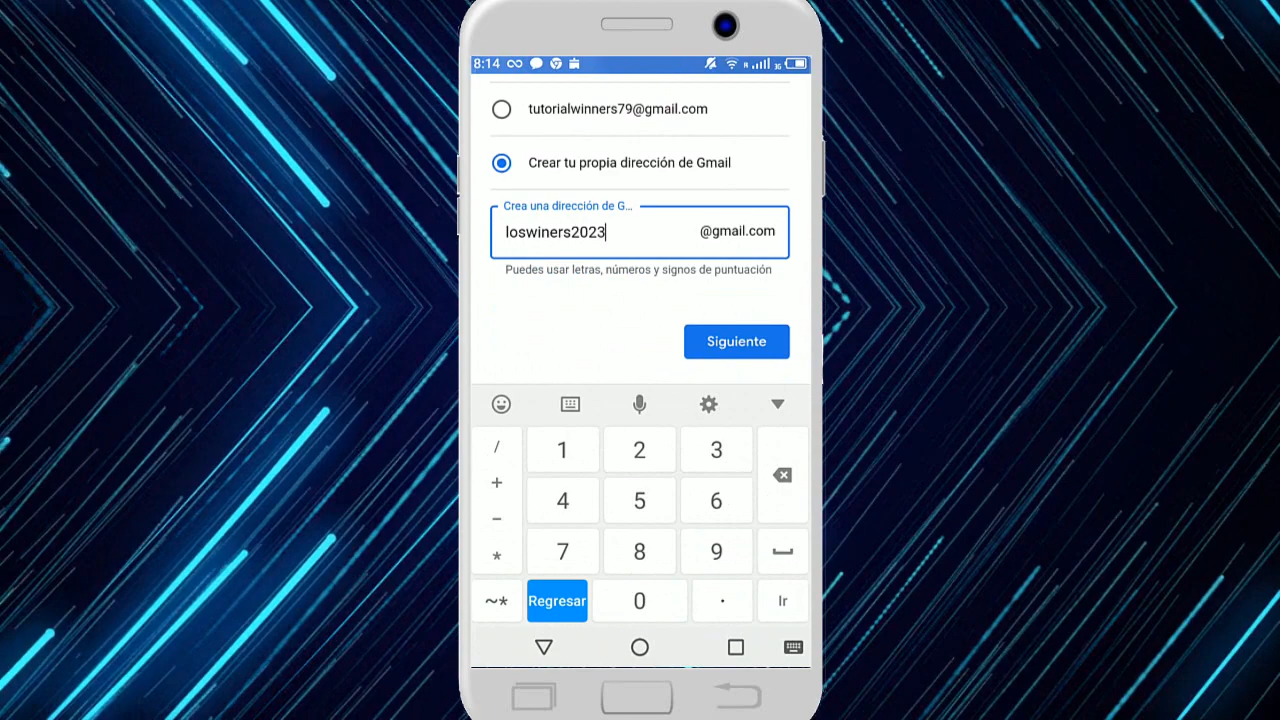 8:14
3G
tutorialwinners79@gmail.com
Crear tu propia dirección de Gmail
Crea una dirección de G...
loswiners2023
@gmail.com
Puedes usar letras, números y signos de puntuación
Siguiente
/ 1 2 3
+
4 5 6
-
* 7 8 9
~* Regresar 0 . Ir